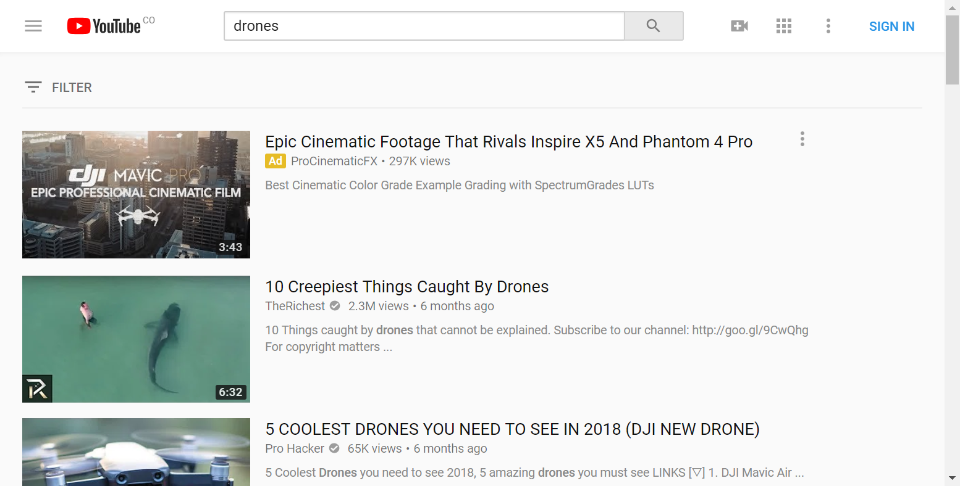 YouTube CO
drones
SIGN IN
FILTER
dji MAVIC PRO
EPIC PROFESSIONAL CINEMATIC FILM
3:43
Epic Cinematic Footage That Rivals Inspire X5 And Phantom 4 Pro
Ad ProCinematicFX • 297K views
Best Cinematic Color Grade Example Grading with SpectrumGrades LUTs
R
6:32
10 Creepiest Things Caught By Drones
TheRichest 2.3M views • 6 months ago
10 Things caught by drones that cannot be explained. Subscribe to our channel: http://goo.gl/9CwQhg
For copyright matters ...
5 COOLEST DRONES YOU NEED TO SEE IN 2018 (DJI NEW DRONE)
Pro Hacker 65K views • 6 months ago
5 Coolest Drones you need to see 2018, 5 amazing drones you must see LINKS [▽] 1. DJI Mavic Air ...